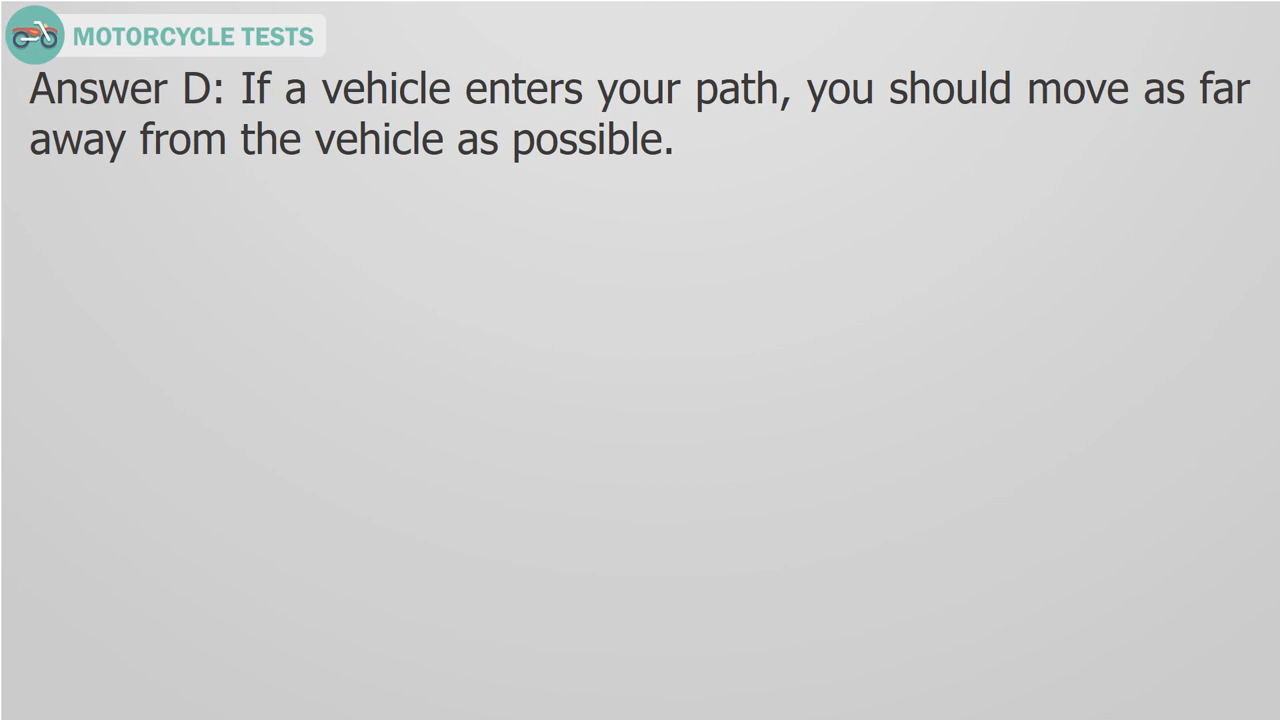 MOTORCYCLE TESTS
Answer D: If a vehicle enters your path, you should move as far
away from the vehicle as possible.